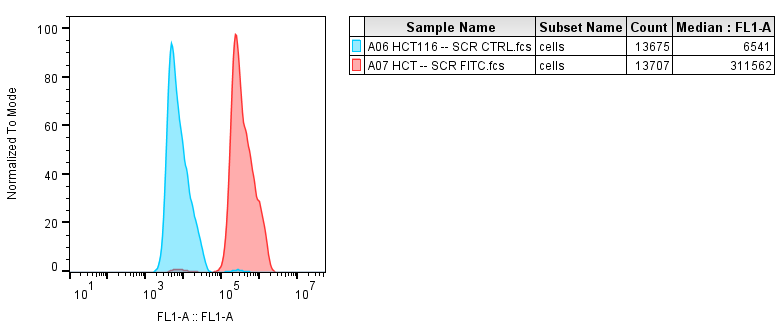 100
80
60
40
20
0
Normalized To Mode
10^1
10^3
10^5
10^7
FL1-A :: FL1-A
Sample Name Subset Name Count Median : FL1-A
A06 HCT116 -- SCR CTRL.fcs cells 13675 6541
A07 HCT -- SCR FITC.fcs cells 13707 311562